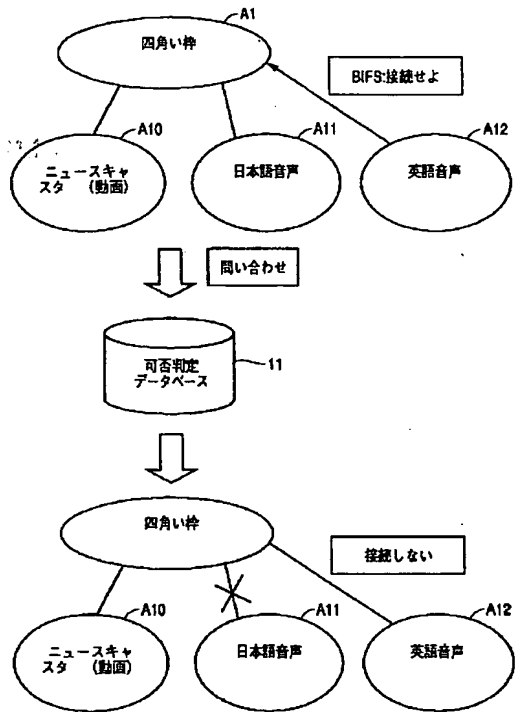 A1
四角い枠
BIFS:接続せよ
A10
A11
A12
ニュースキャ
スタ (動画)
日本語音声
英語音声
問い合わせ
可否判定
データベース
11
四角い枠
接続しない
A10
A11
A12
ニュースキャ
スタ (動画)
日本語音声
英語音声